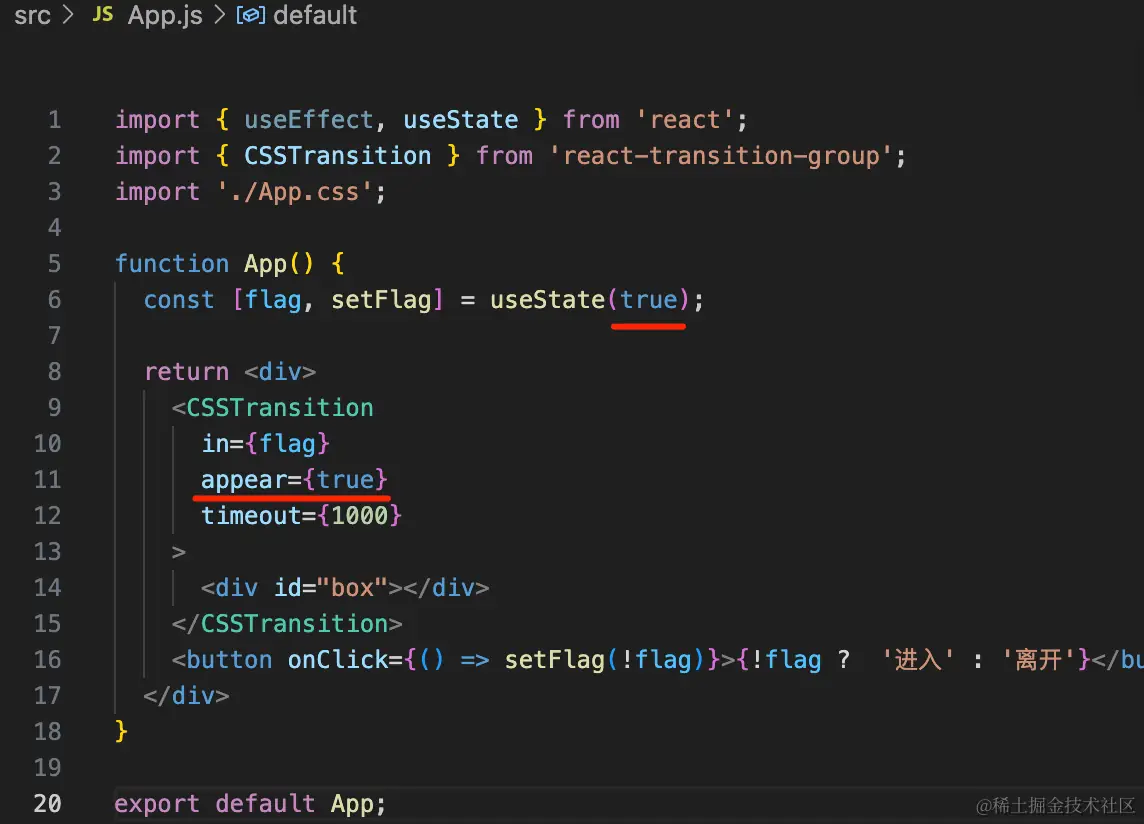 src > JS App.js > default
1 import { useEffect, useState } from 'react';
2 import { CSSTransition } from 'react-transition-group';
3 import './App.css';
4
5 function App() {
6   const [flag, setFlag] = useState(true);
7
8   return <div>
9     <CSSTransition
10       in={flag}
11       appear={true}
12       timeout={1000}
13     >
14       <div id="box"></div>
15     </CSSTransition>
16     <button onClick={() => setFlag(!flag)}>{!flag ?  '进入' : '离开'}</bu
17   </div>
18 }
19
20 export default App;
@稀土掘金技术社区